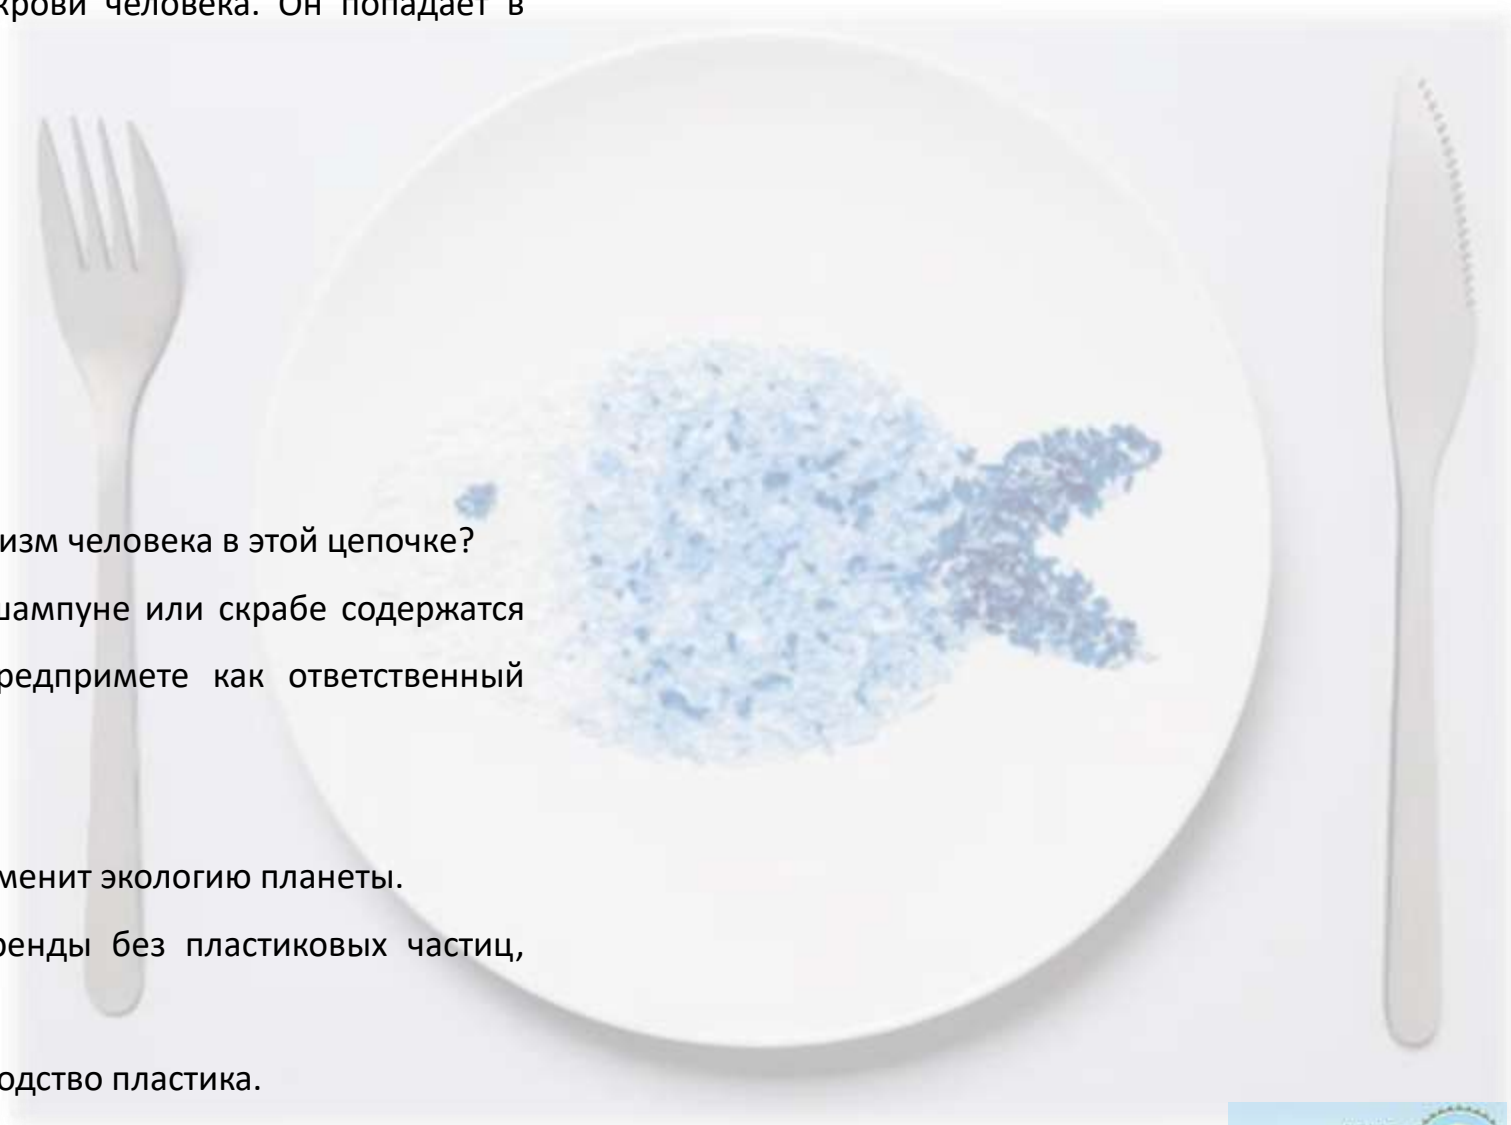 крови человека. Он попадает в
изм человека в этой цепочке?
шампуне или скрабе содержатся
редпримете как ответственный
менит экологию планеты.
ренды без пластиковых частиц,
одство пластика.